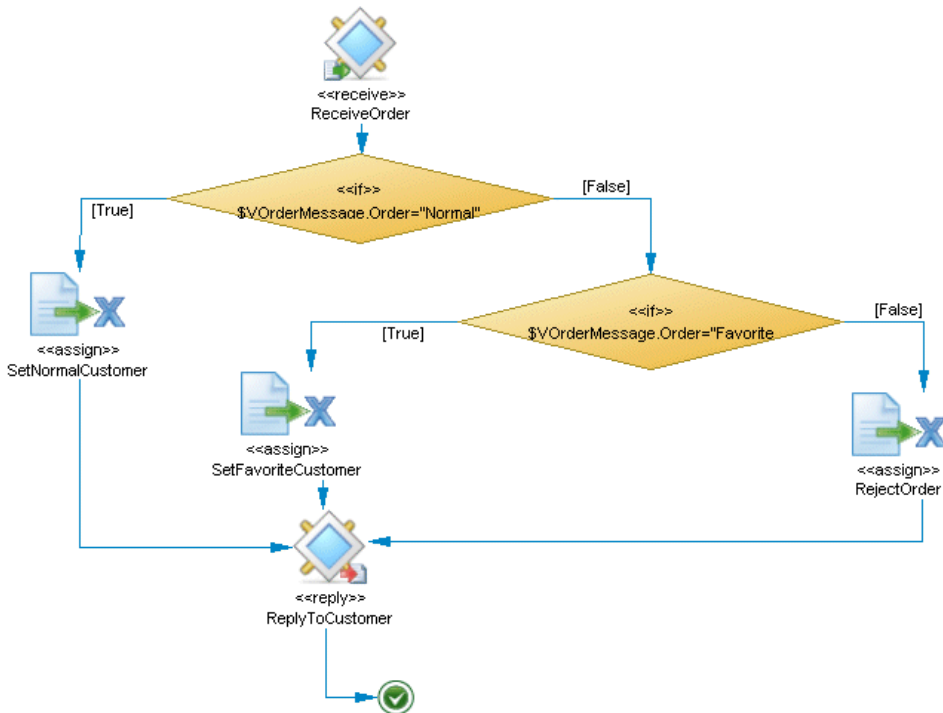 <<receive>>
ReceiveOrder
<<if>>
$VOrderMessage.Order="Normal"
[True]
[False]
<<assign>>
SetNormalCustomer
<<if>>
$VOrderMessage.Order="Favorite
[True]
[False]
<<assign>>
SetFavoriteCustomer
<<assign>>
RejectOrder
<<reply>>
ReplyToCustomer